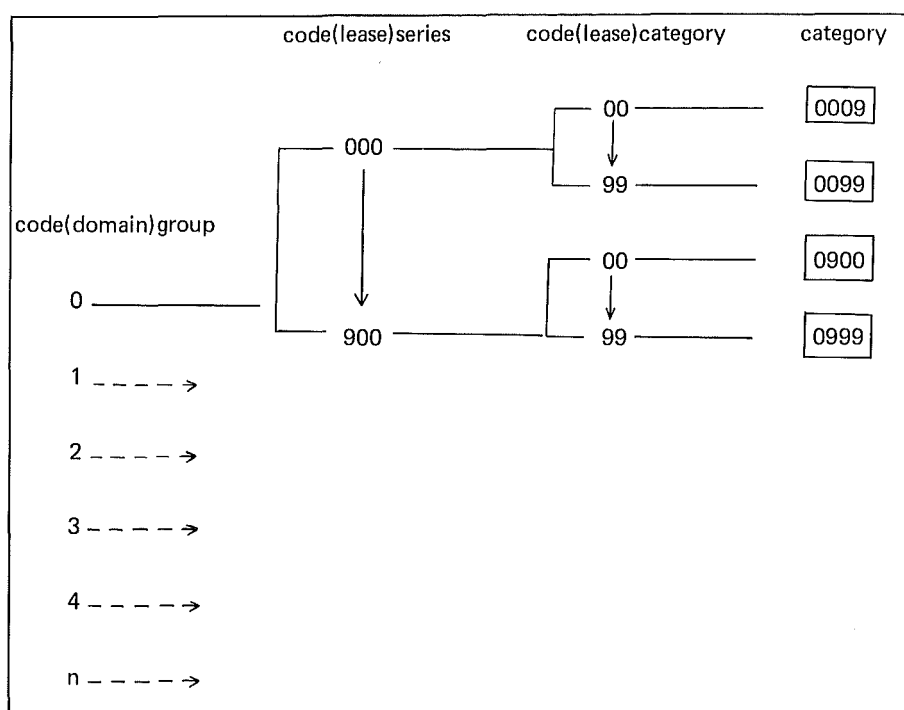 code(lease)series code(lease)category category
00 0009
000
99 0099
code(domain)group
00 0900
0
900 99 0999
1
2
3
4
n